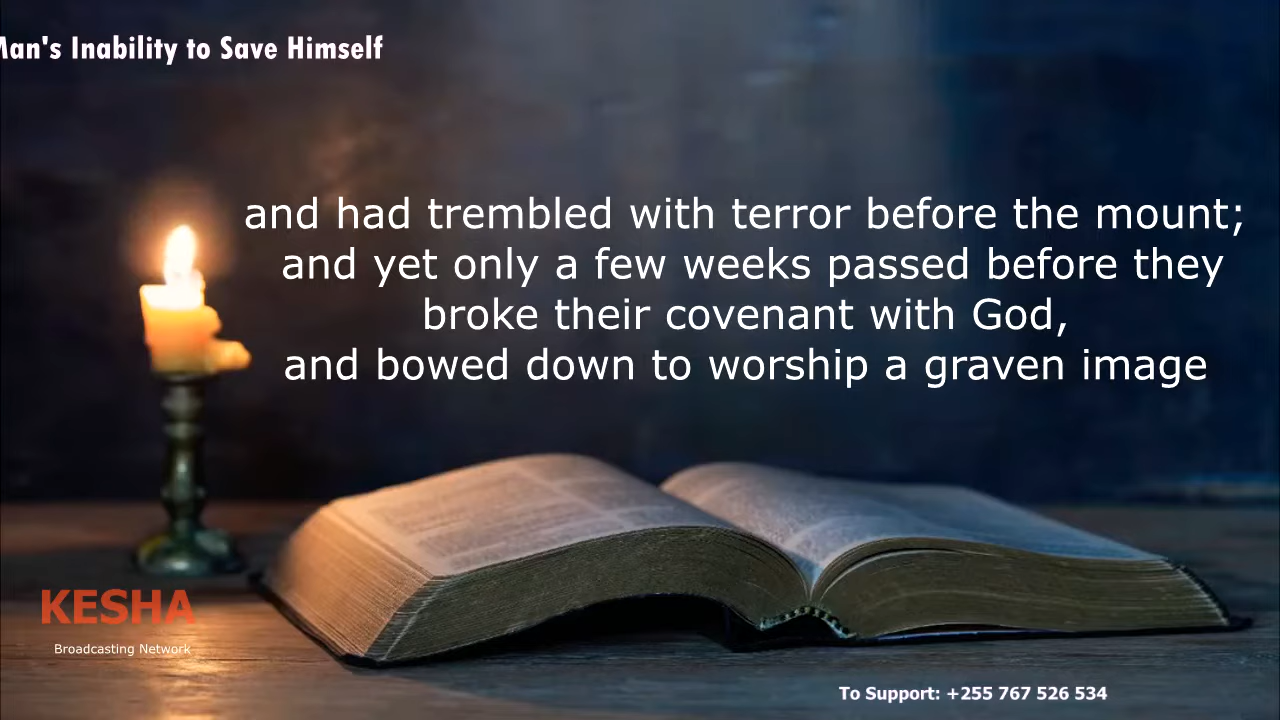 Man's Inability to Save Himself
and had trembled with terror before the mount;
and yet only a few weeks passed before they
broke their covenant with God,
and bowed down to worship a graven image
KESHA
Broadcasting Network
To Support: +255 767 526 534